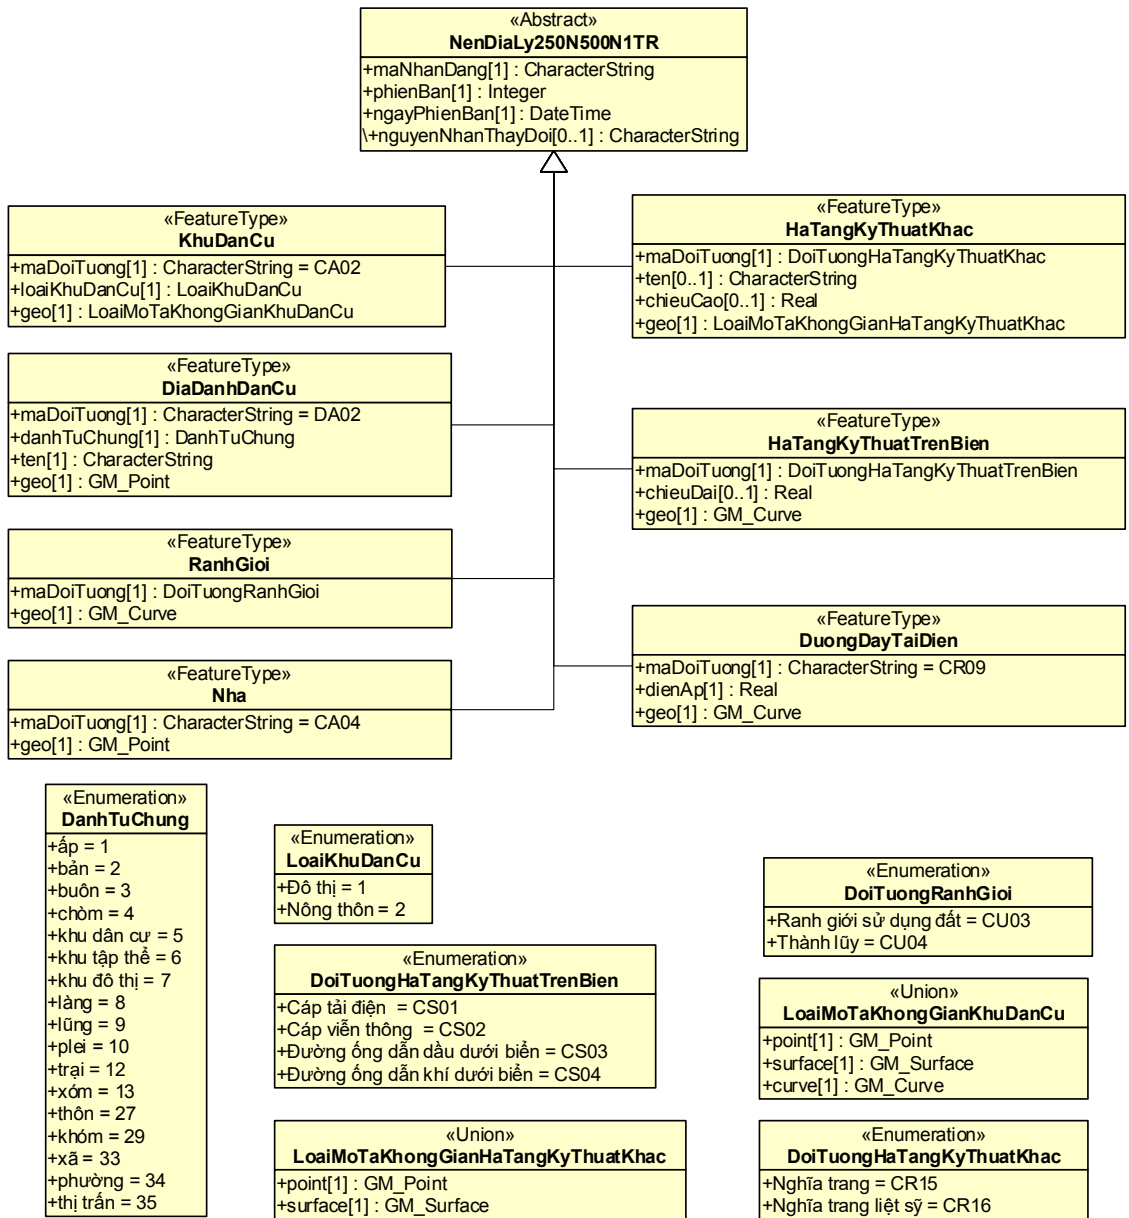 «Abstract»
NenDiaLy250N500N1TR
+maNhanDang[1] : CharacterString
+phienBan[1] : Integer
+ngayPhienBan[1] : DateTime
\+nguyenNhanThayDoi[0..1] : CharacterString
«FeatureType»
KhuDanCu
+maDoiTuong[1] : CharacterString = CA02
+loaiKhuDanCu[1] : LoaiKhuDanCu
+geo[1] : LoaiMoTaKhongGianKhuDanCu
«FeatureType»
HaTangKyThuatKhac
+maDoiTuong[1] : DoiTuongHaTangKyThuatKhac
+ten[0..1] : CharacterString
+chieuCao[0..1] : Real
+geo[1] : LoaiMoTaKhongGianHaTangKyThuatKhac
«FeatureType»
DiaDanhDanCu
+maDoiTuong[1] : CharacterString = DA02
+danhTuChung[1] : DanhTuChung
+ten[1] : CharacterString
+geo[1] : GM_Point
«FeatureType»
HaTangKyThuatTrenBien
+maDoiTuong[1] : DoiTuongHaTangKyThuatTrenBien
+chieuDai[0..1] : Real
+geo[1] : GM_Curve
«FeatureType»
RanhGioi
+maDoiTuong[1] : DoiTuongRanhGioi
+geo[1] : GM_Curve
«FeatureType»
DuongDayTaiDien
+maDoiTuong[1] : CharacterString = CR09
+dienAp[1] : Real
+geo[1] : GM_Curve
«FeatureType»
Nha
+maDoiTuong[1] : CharacterString = CA04
+geo[1] : GM_Point
«Enumeration»
DanhTuChung
+ấp = 1
+bản = 2
+buôn = 3
+chòm = 4
+khu dân cư = 5
+khu tập thể = 6
+khu đô thị = 7
+làng = 8
+lũng = 9
+plei = 10
+trại = 12
+xóm = 13
+thôn = 27
+khóm = 29
+xã = 33
+phường = 34
+thị trấn = 35
«Enumeration»
LoaiKhuDanCu
+Đô thị = 1
+Nông thôn = 2
«Enumeration»
DoiTuongRanhGioi
+Ranh giới sử dụng đất = CU03
+Thành lũy = CU04
«Enumeration»
DoiTuongHaTangKyThuatTrenBien
+Cáp tải điện = CS01
+Cáp viễn thông = CS02
+Đường ống dẫn dầu dưới biển = CS03
+Đường ống dẫn khí dưới biển = CS04
«Union»
LoaiMoTaKhongGianKhuDanCu
+point[1] : GM_Point
+surface[1] : GM_Surface
+curve[1] : GM_Curve
«Union»
LoaiMoTaKhongGianHaTangKyThuatKhac
+point[1] : GM_Point
+surface[1] : GM_Surface
«Enumeration»
DoiTuongHaTangKyThuatKhac
+Nghĩa trang = CR15
+Nghĩa trang liệt sỹ = CR16